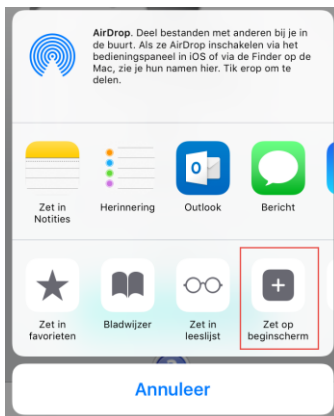 AirDrop. Deel bestanden met anderen bij je in
de buurt. Als ze AirDrop inschakelen via het
bedieningspaneel in iOS of via de Finder op de
Mac, zie je hun namen hier. Tik erop om te
delen.
Zet in
Notities
Herinnering
Outlook
Bericht
Zet in
favorieten
Bladwijzer
Zet in
leeslijst
Zet op
beginscherm
Annuleer